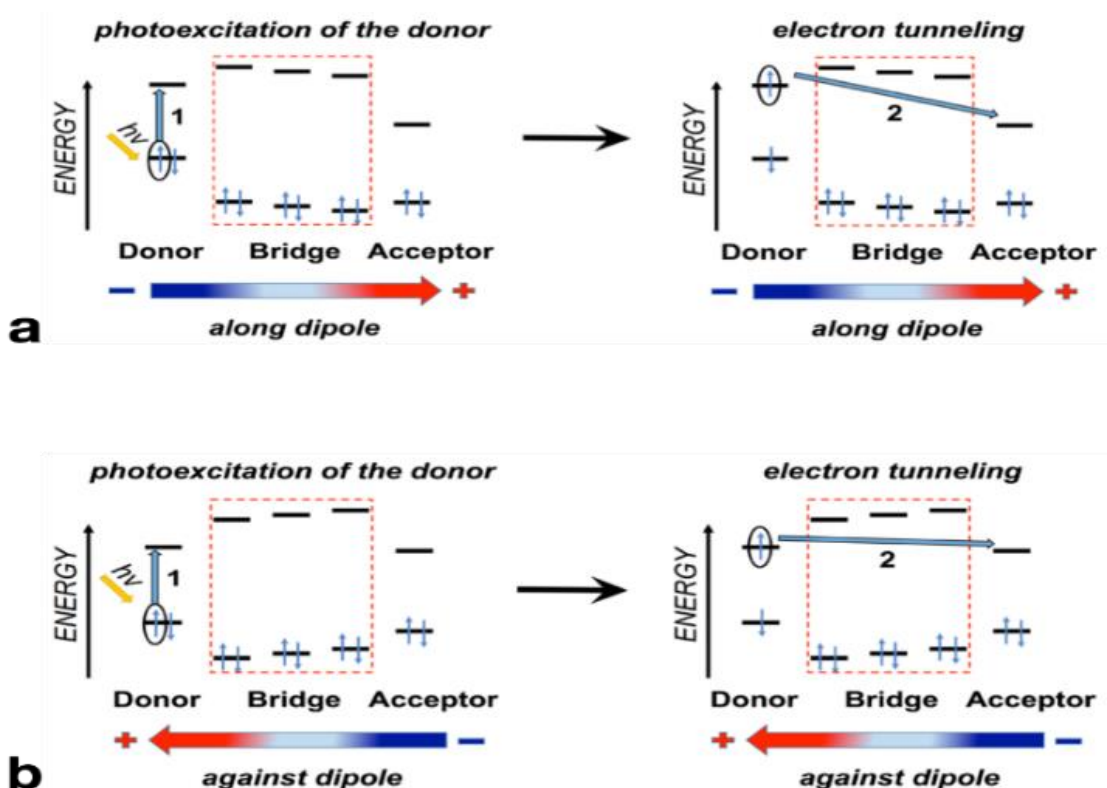 photoexcitation of the donor
electron tunneling
ENERGY
hv
1
Donor Bridge Acceptor
− +
along dipole
ENERGY
2
Donor Bridge Acceptor
− +
along dipole
a
photoexcitation of the donor
electron tunneling
ENERGY
hv
1
Donor Bridge Acceptor
+ −
against dipole
ENERGY
2
Donor Bridge Acceptor
+ −
against dipole
b